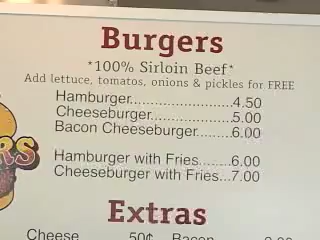 Burgers
*100% Sirloin Beef*
Add lettuce, tomatos, onions & pickles for FREE
Hamburger.......................4.50
Cheeseburger..................5.00
Bacon Cheeseburger.........6.00
Hamburger with Fries........6.00
Cheeseburger with Fries...7.00
ERS
Extras
Cheese 50¢ Bacon